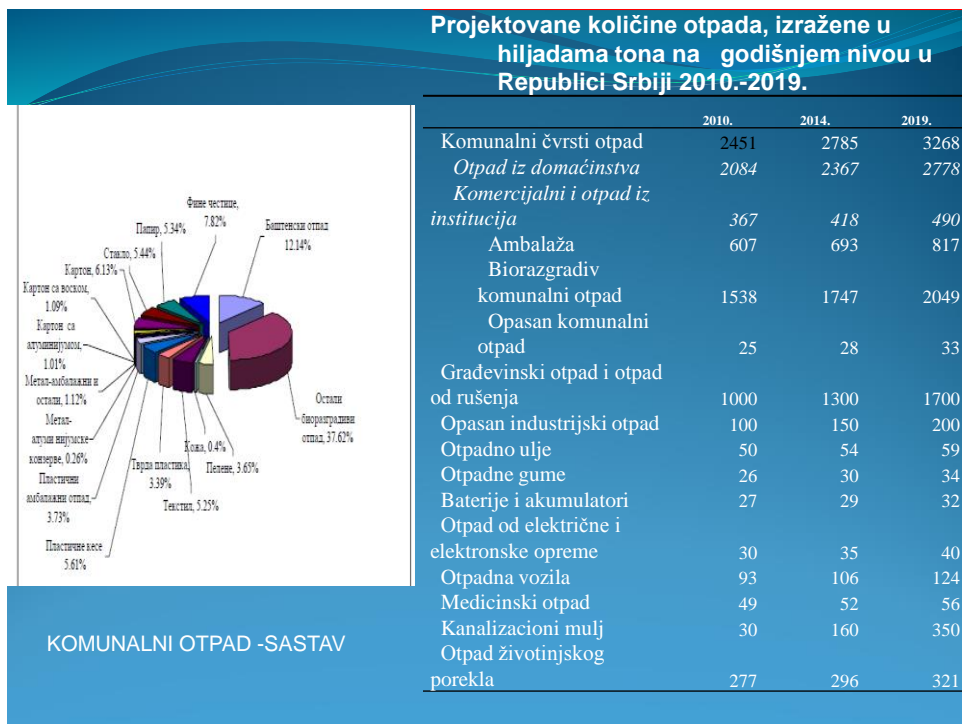 Projektovane količine otpada, izražene u
hiljadama tona na godišnjem nivou u
Republici Srbiji 2010.-2019.
Фине честице,
7.82%
Баштенски отпад
12.14%
Папир, 5.34%
Стакло, 5.44%
Картон, 6.13%
Картон са воском,
1.09%
Картон са
алуминијумом,
1.01%
Метал-амбалажни и
остали, 1.12%
Метал-
алуми нијумске
конзерве, 0.26%
Пластични
амбалажни отпад,
3.73%
Пластичне кесе
5.61%
Тврда пластика,
3.39%
Текстил, 5.25%
Кожа, 0.4%
Пелене, 3.65%
Остали
биоразградиви
отпад, 37.62%
KOMUNALNI OTPAD -SASTAV
2010. 2014. 2019.
Komunalni čvrsti otpad 2451 2785 3268
Otpad iz domaćinstva 2084 2367 2778
Komercijalni i otpad iz
institucija 367 418 490
Ambalaža 607 693 817
Biorazgradiv
komunalni otpad 1538 1747 2049
Opasan komunalni
otpad 25 28 33
Građevinski otpad i otpad
od rušenja 1000 1300 1700
Opasan industrijski otpad 100 150 200
Otpadno ulje 50 54 59
Otpadne gume 26 30 34
Baterije i akumulatori 27 29 32
Otpad od električne i
elektronske opreme 30 35 40
Otpadna vozila 93 106 124
Medicinski otpad 49 52 56
Kanalizacioni mulj 30 160 350
Otpad životinjskog
porekla 277 296 321